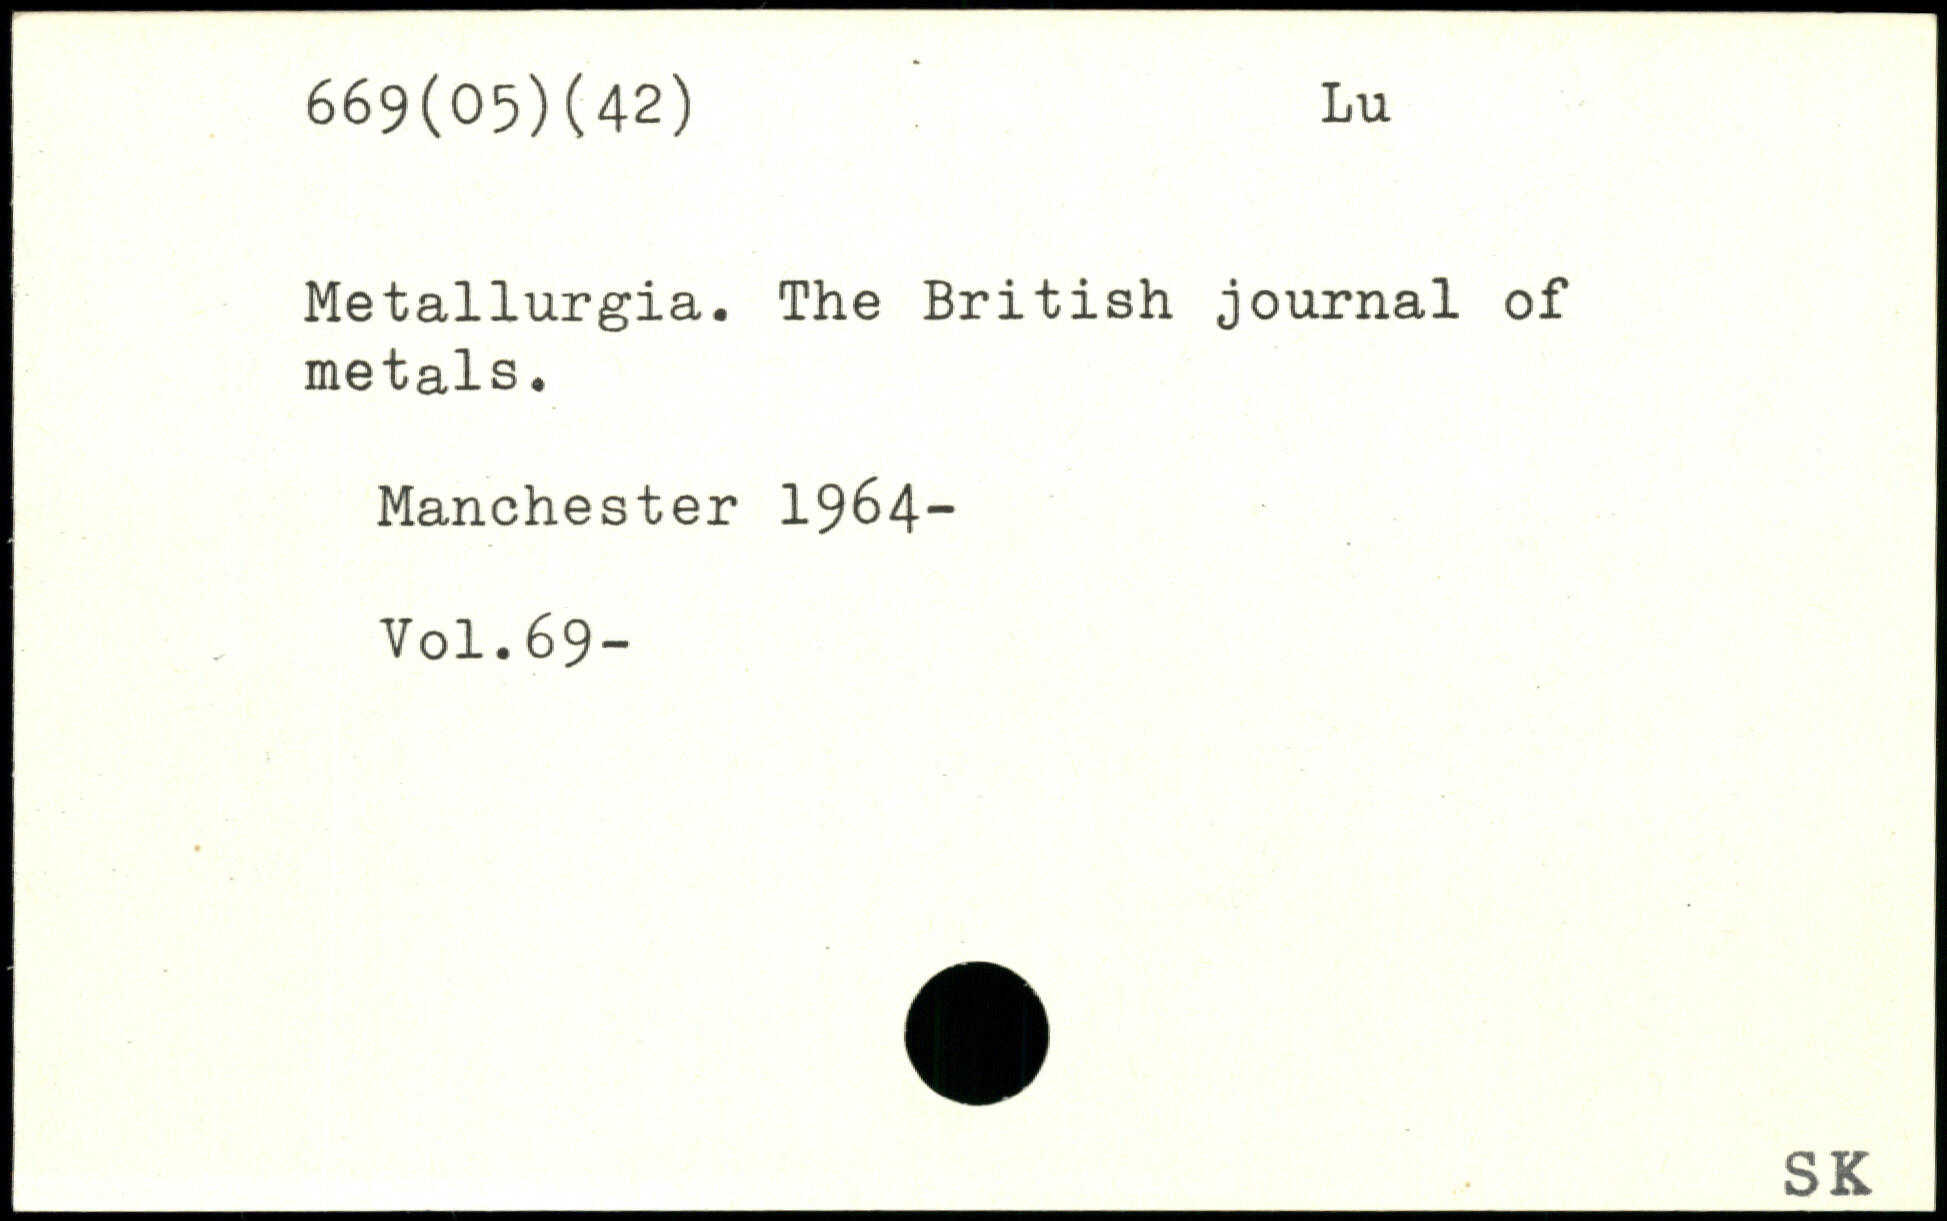 669(05)(42) Lu
Metallurgia. The British journal of
metals.
Manchester 1964-
Vol.69-
SK